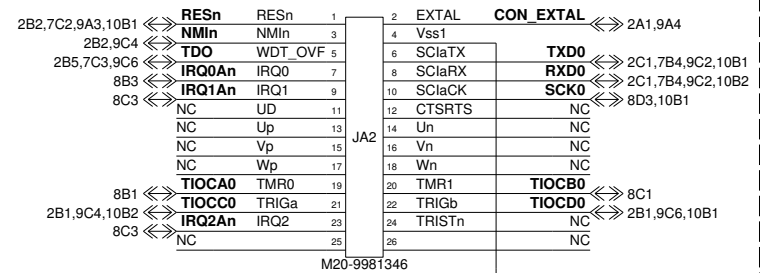 RESn RESn 1 2 EXTAL CON_EXTAL
2B2,7C2,9A3,10B1 2A1,9A4
NMIn NMIn 3 4 Vss1
2B2,9C4
TDO WDT_OVF 5 6 SCIaTX TXD0
2B5,7C3,9C6 2C1,7B4,9C2,10B1
IRQ0An IRQ0 7 8 SCIaRX RXD0
8B3 2C1,7B4,9C2,10B2
IRQ1An IRQ1 9 10 SCIaCK SCK0
8C3 8D3,10B1
NC UD 11 12 CTSRTS NC
NC Up 13 14 Un NC
JA2
NC Vp 15 16 Vn NC
NC Wp 17 18 Wn NC
TIOCA0 TMR0 19 20 TMR1 TIOCB0
8B1 8C1
TIOCC0 TRIGa 21 22 TRIGb TIOCD0
2B1,9C4,10B2 2B1,9C6,10B1
IRQ2An IRQ2 23 24 TRISTn NC
8C3
NC 25 26 NC
M20-9981346